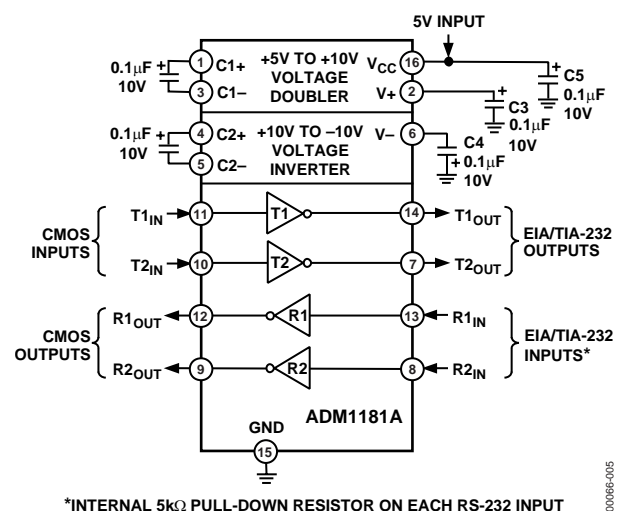 5V INPUT
0.1µF
10V
+
1
C1+
3
C1–
+5V TO +10V
VOLTAGE
DOUBLER
VCC
16
V+
2
+
C5
0.1µF
10V
+
C3
0.1µF
10V
0.1µF
10V
+
4
C2+
5
C2–
+10V TO –10V
VOLTAGE
INVERTER
V–
6
C4
+
0.1µF
10V
CMOS
INPUTS
T1IN
11
T1
14
T1OUT
T2IN
10
T2
7
T2OUT
EIA/TIA-232
OUTPUTS
CMOS
OUTPUTS
R1OUT
12
R1
13
R1IN
R2OUT
9
R2
8
R2IN
EIA/TIA-232
INPUTS*
ADM1181A
GND
15
*INTERNAL 5kΩ PULL-DOWN RESISTOR ON EACH RS-232 INPUT
00066-005